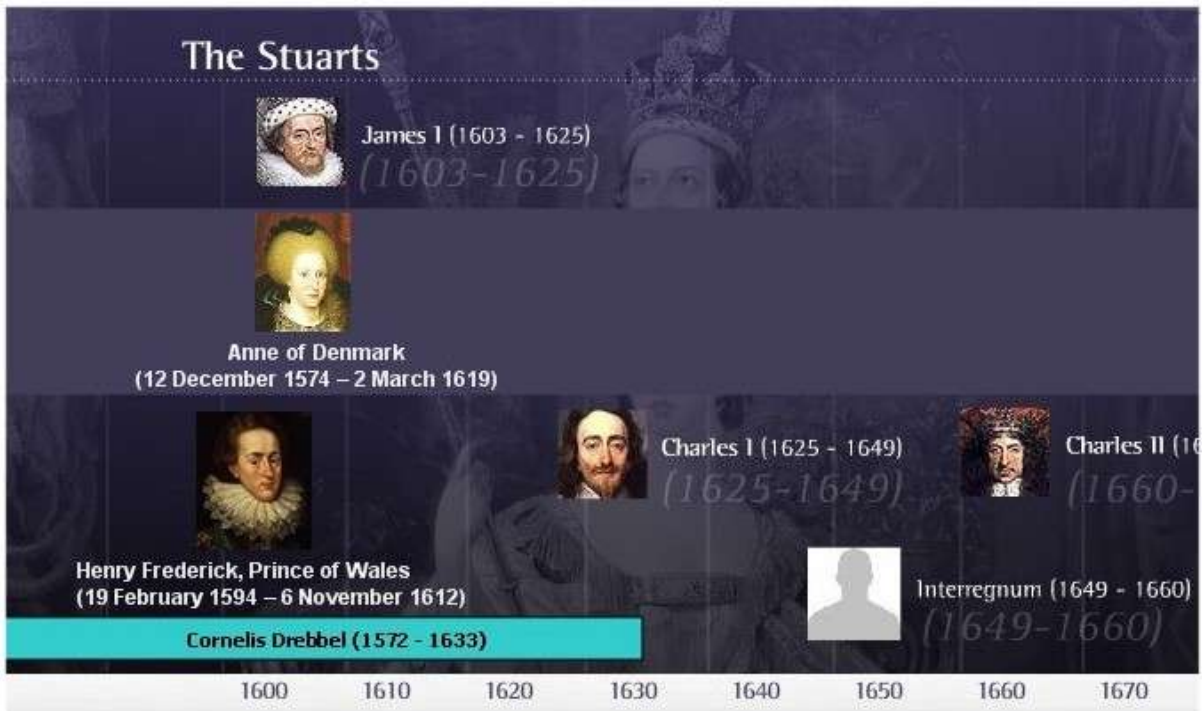 The Stuarts
James I (1603 - 1625)
(1603-1625)
Anne of Denmark
(12 December 1574 – 2 March 1619)
Charles I (1625 - 1649)
(1625-1649)
Charles II (16
(1660-
Henry Frederick, Prince of Wales
(19 February 1594 – 6 November 1612)
Interregnum (1649 - 1660)
(1649-1660)
Cornelis Drebbel (1572 - 1633)
1600 1610 1620 1630 1640 1650 1660 1670